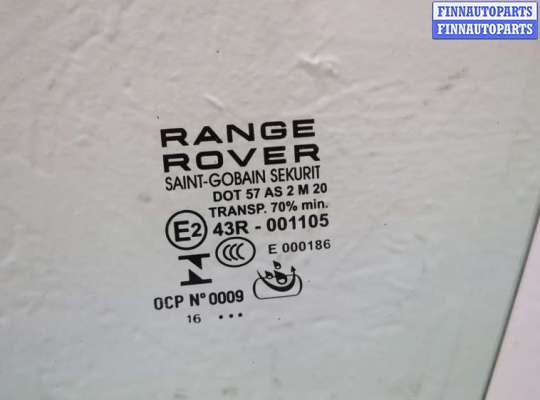 FINNAUTOPARTS
FINNAUTOPARTS
RANGE
ROVER
SAINT-GOBAIN SEKURIT
DOT 57 AS 2 M 20
TRANSP. 70% min.
E2 43R - 001105
CCC E 000186
OCP N° 0009
16 •••